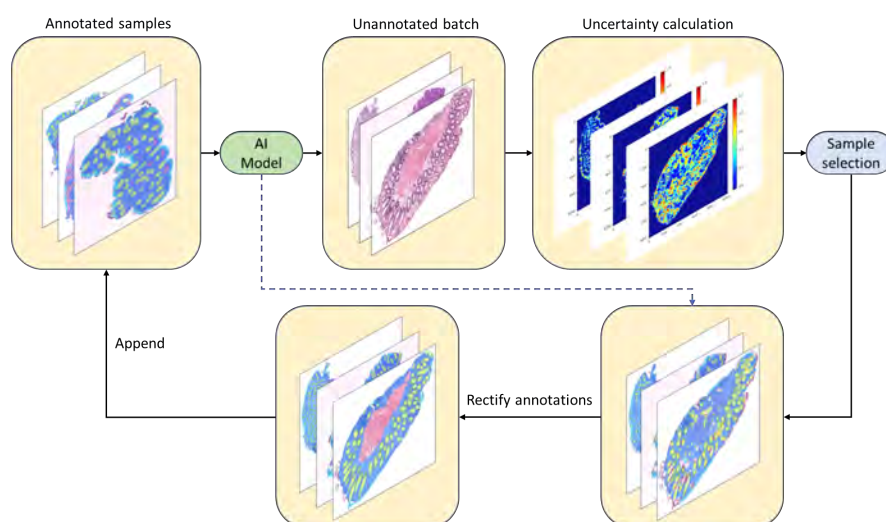 Annotated samples
Unannotated batch
Uncertainty calculation
AI
Model
Sample
selection
Append
Rectify annotations